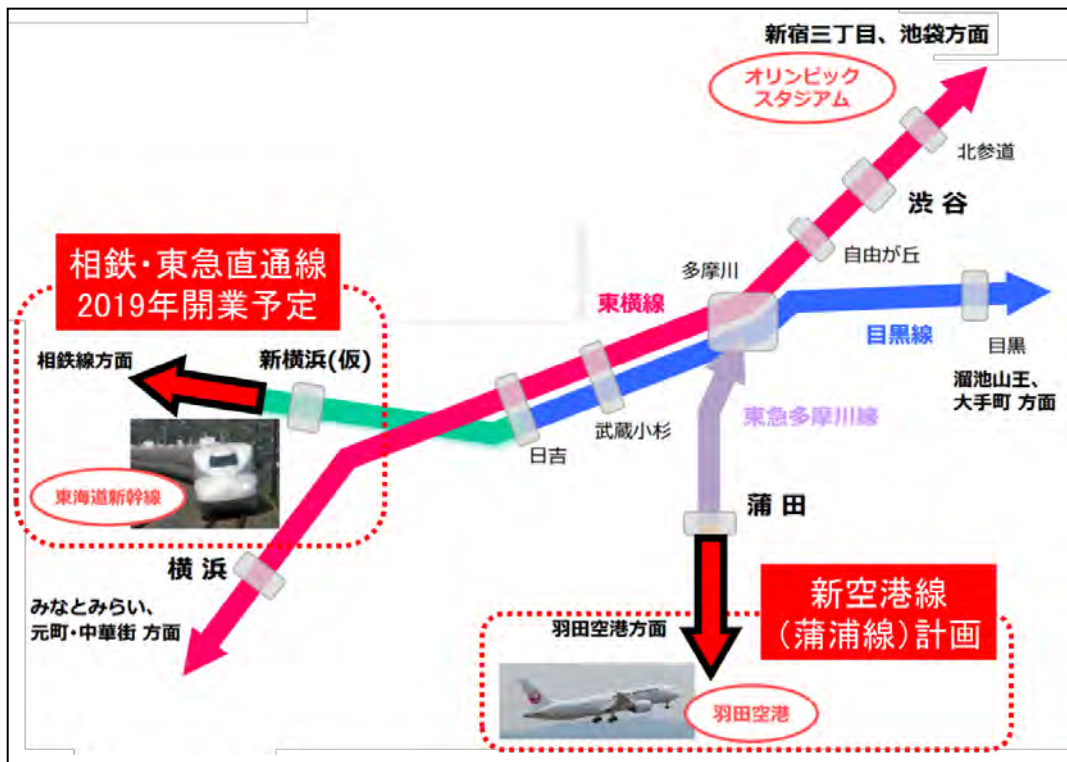 新宿三丁目、池袋方面
オリンピック
スタジアム
北参道
渋谷
自由が丘
多摩川
東横線
目黒線
目黒
溜池山王、
大手町 方面
相鉄・東急直通線
2019年開業予定
相鉄線方面
新横浜(仮)
東海道新幹線
日吉
武蔵小杉
東急多摩川線
蒲田
横浜
みなとみらい、
元町・中華街 方面
新空港線
(蒲浦線)計画
羽田空港方面
羽田空港